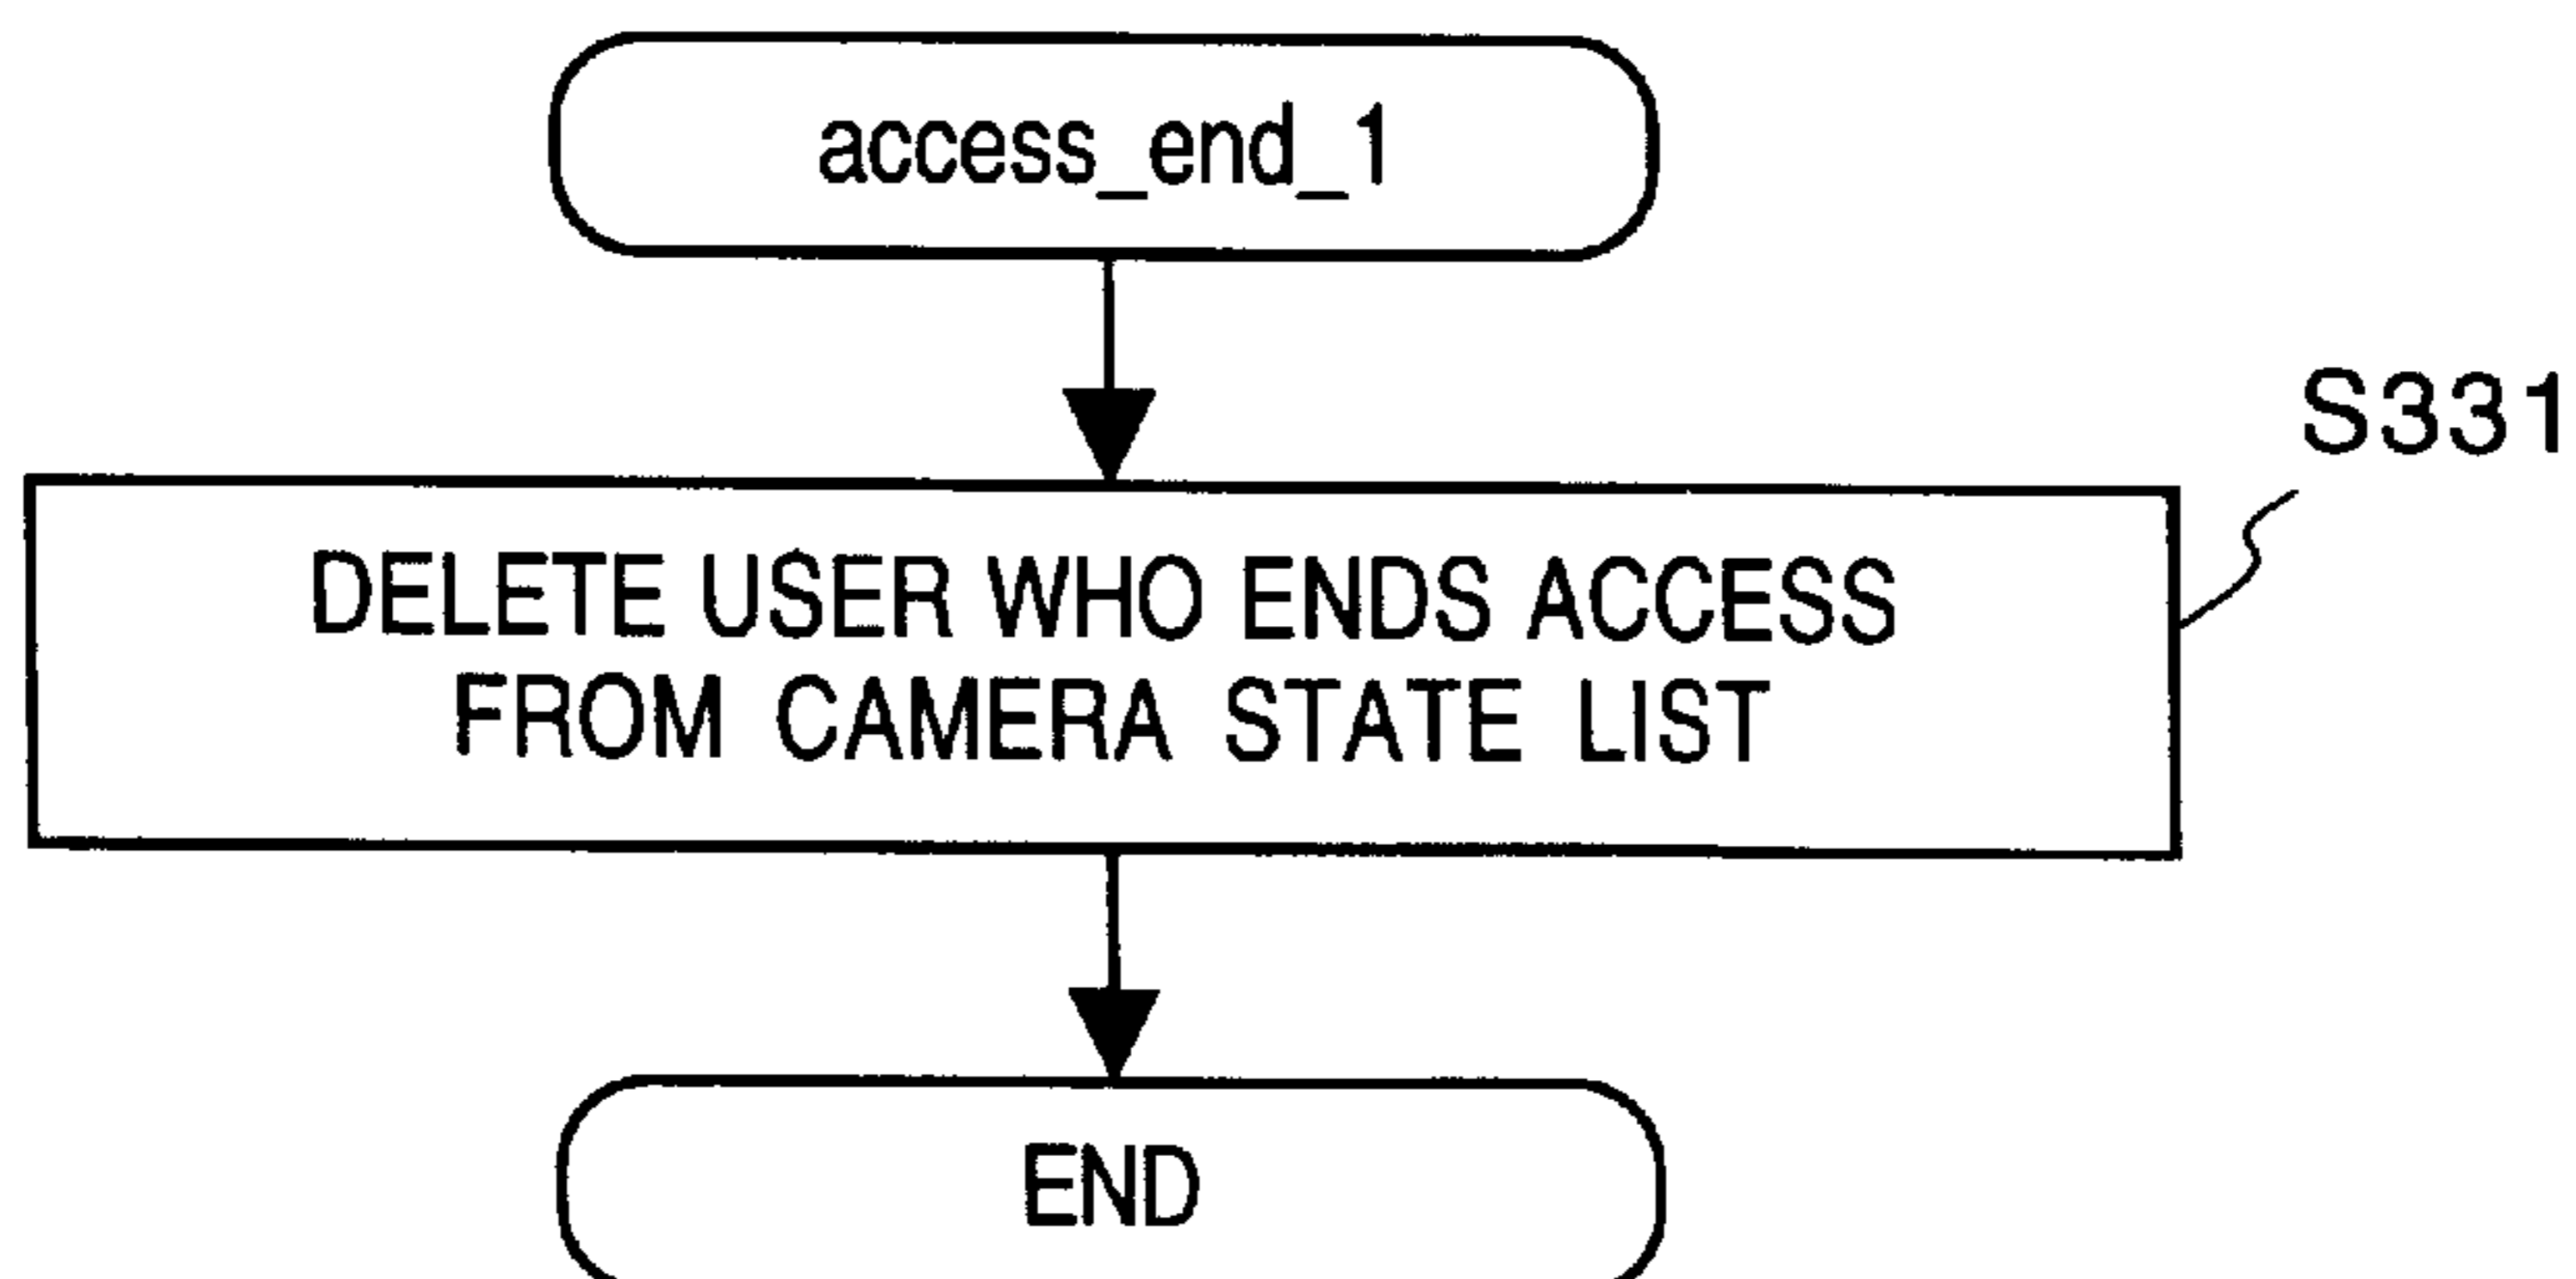 access_end_1
S331
DELETE USER WHO ENDS ACCESS
FROM CAMERA STATE LIST
END